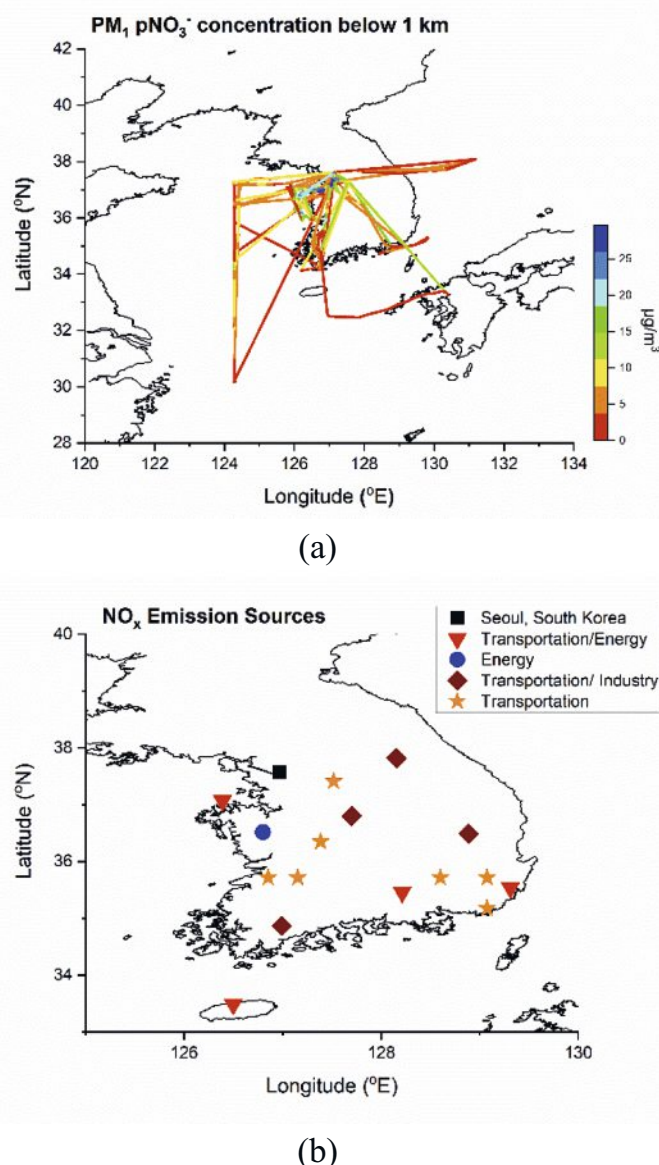 PM₁ pNO₃⁻ concentration below 1 km
42
40
38
36
34
32
30
28
Latitude (°N)
120 122 124 126 128 130 132 134
Longitude (°E)
25
20
15
10
5
0
µg/m³
(a)
NOₓ Emission Sources
Seoul, South Korea
Transportation/Energy
Energy
Transportation/ Industry
Transportation
40
38
36
34
Latitude (°N)
126 128 130
Longitude (°E)
(b)